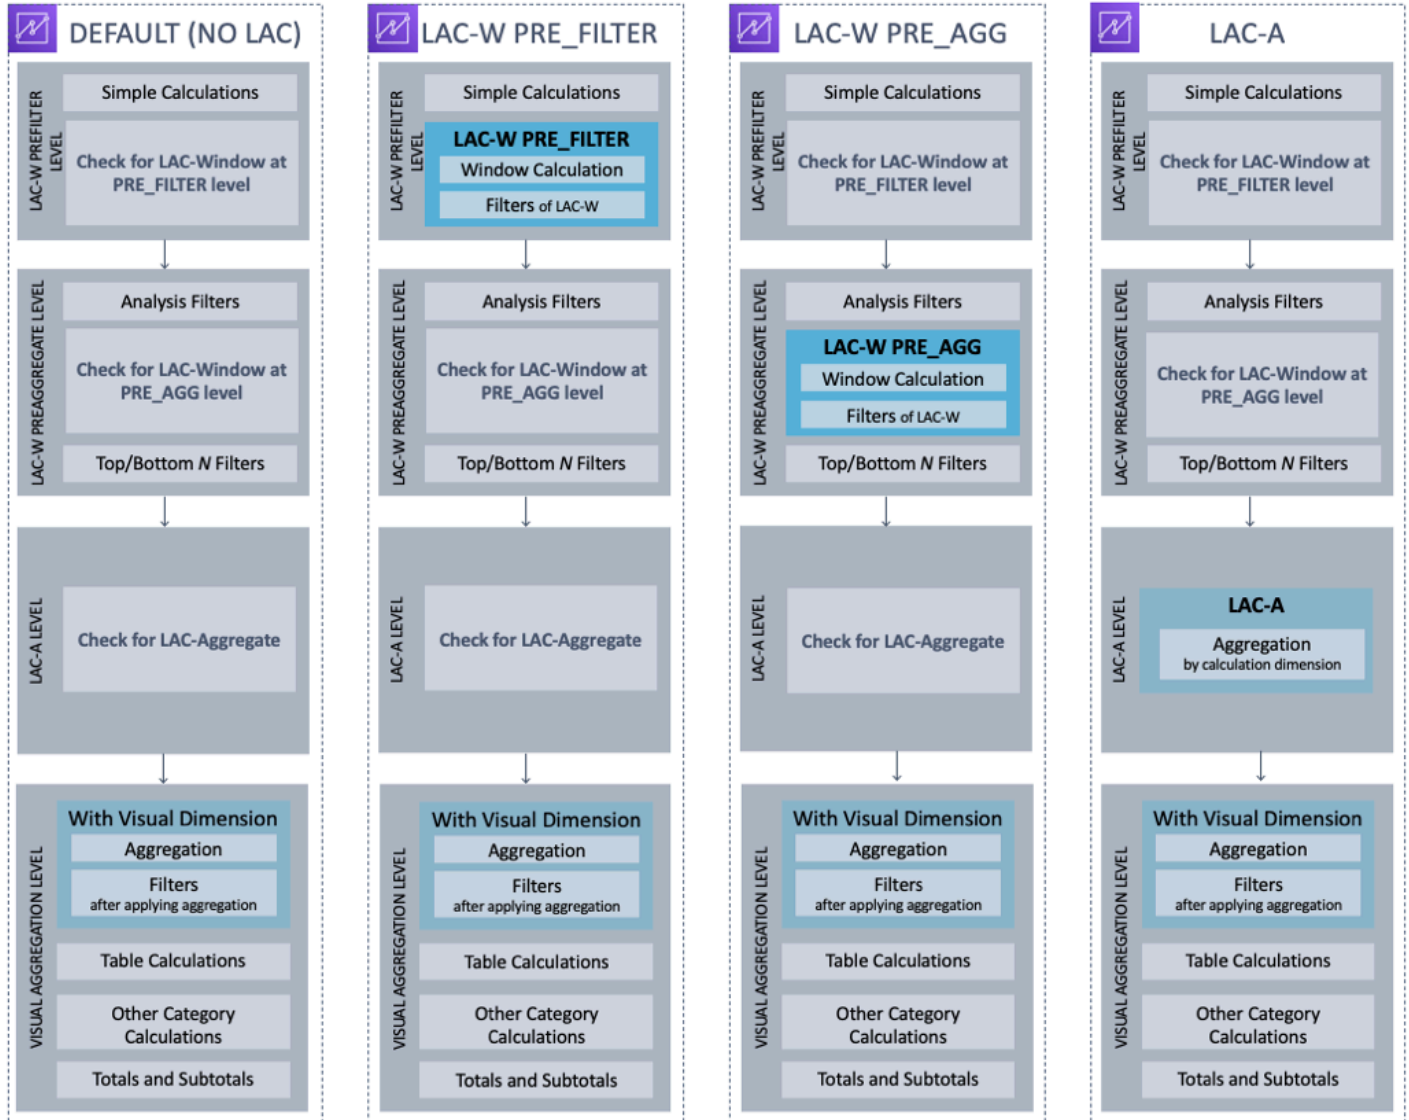 DEFAULT (NO LAC)
LAC-W PREFILTER
LEVEL
Simple Calculations
Check for LAC-Window at
PRE_FILTER level
LAC-W PREAGGREGATE LEVEL
Analysis Filters
Check for LAC-Window at
PRE_AGG level
Top/Bottom N Filters
LAC-A LEVEL
Check for LAC-Aggregate
VISUAL AGGREGATION LEVEL
With Visual Dimension
Aggregation
Filters
after applying aggregation
Table Calculations
Other Category
Calculations
Totals and Subtotals
LAC-W PRE_FILTER
LAC-W PREFILTER
LEVEL
Simple Calculations
LAC-W PRE_FILTER
Window Calculation
Filters of LAC-W
LAC-W PREAGGREGATE LEVEL
Analysis Filters
Check for LAC-Window at
PRE_AGG level
Top/Bottom N Filters
LAC-A LEVEL
Check for LAC-Aggregate
VISUAL AGGREGATION LEVEL
With Visual Dimension
Aggregation
Filters
after applying aggregation
Table Calculations
Other Category
Calculations
Totals and Subtotals
LAC-W PRE_AGG
LAC-W PREFILTER
LEVEL
Simple Calculations
Check for LAC-Window at
PRE_FILTER level
LAC-W PREAGGREGATE LEVEL
Analysis Filters
LAC-W PRE_AGG
Window Calculation
Filters of LAC-W
Top/Bottom N Filters
LAC-A LEVEL
Check for LAC-Aggregate
VISUAL AGGREGATION LEVEL
With Visual Dimension
Aggregation
Filters
after applying aggregation
Table Calculations
Other Category
Calculations
Totals and Subtotals
LAC-A
LAC-W PREFILTER
LEVEL
Simple Calculations
Check for LAC-Window at
PRE_FILTER level
LAC-W PREAGGREGATE LEVEL
Analysis Filters
Check for LAC-Window at
PRE_AGG level
Top/Bottom N Filters
LAC-A LEVEL
LAC-A
Aggregation
by calculation dimension
VISUAL AGGREGATION LEVEL
With Visual Dimension
Aggregation
Filters
after applying aggregation
Table Calculations
Other Category
Calculations
Totals and Subtotals